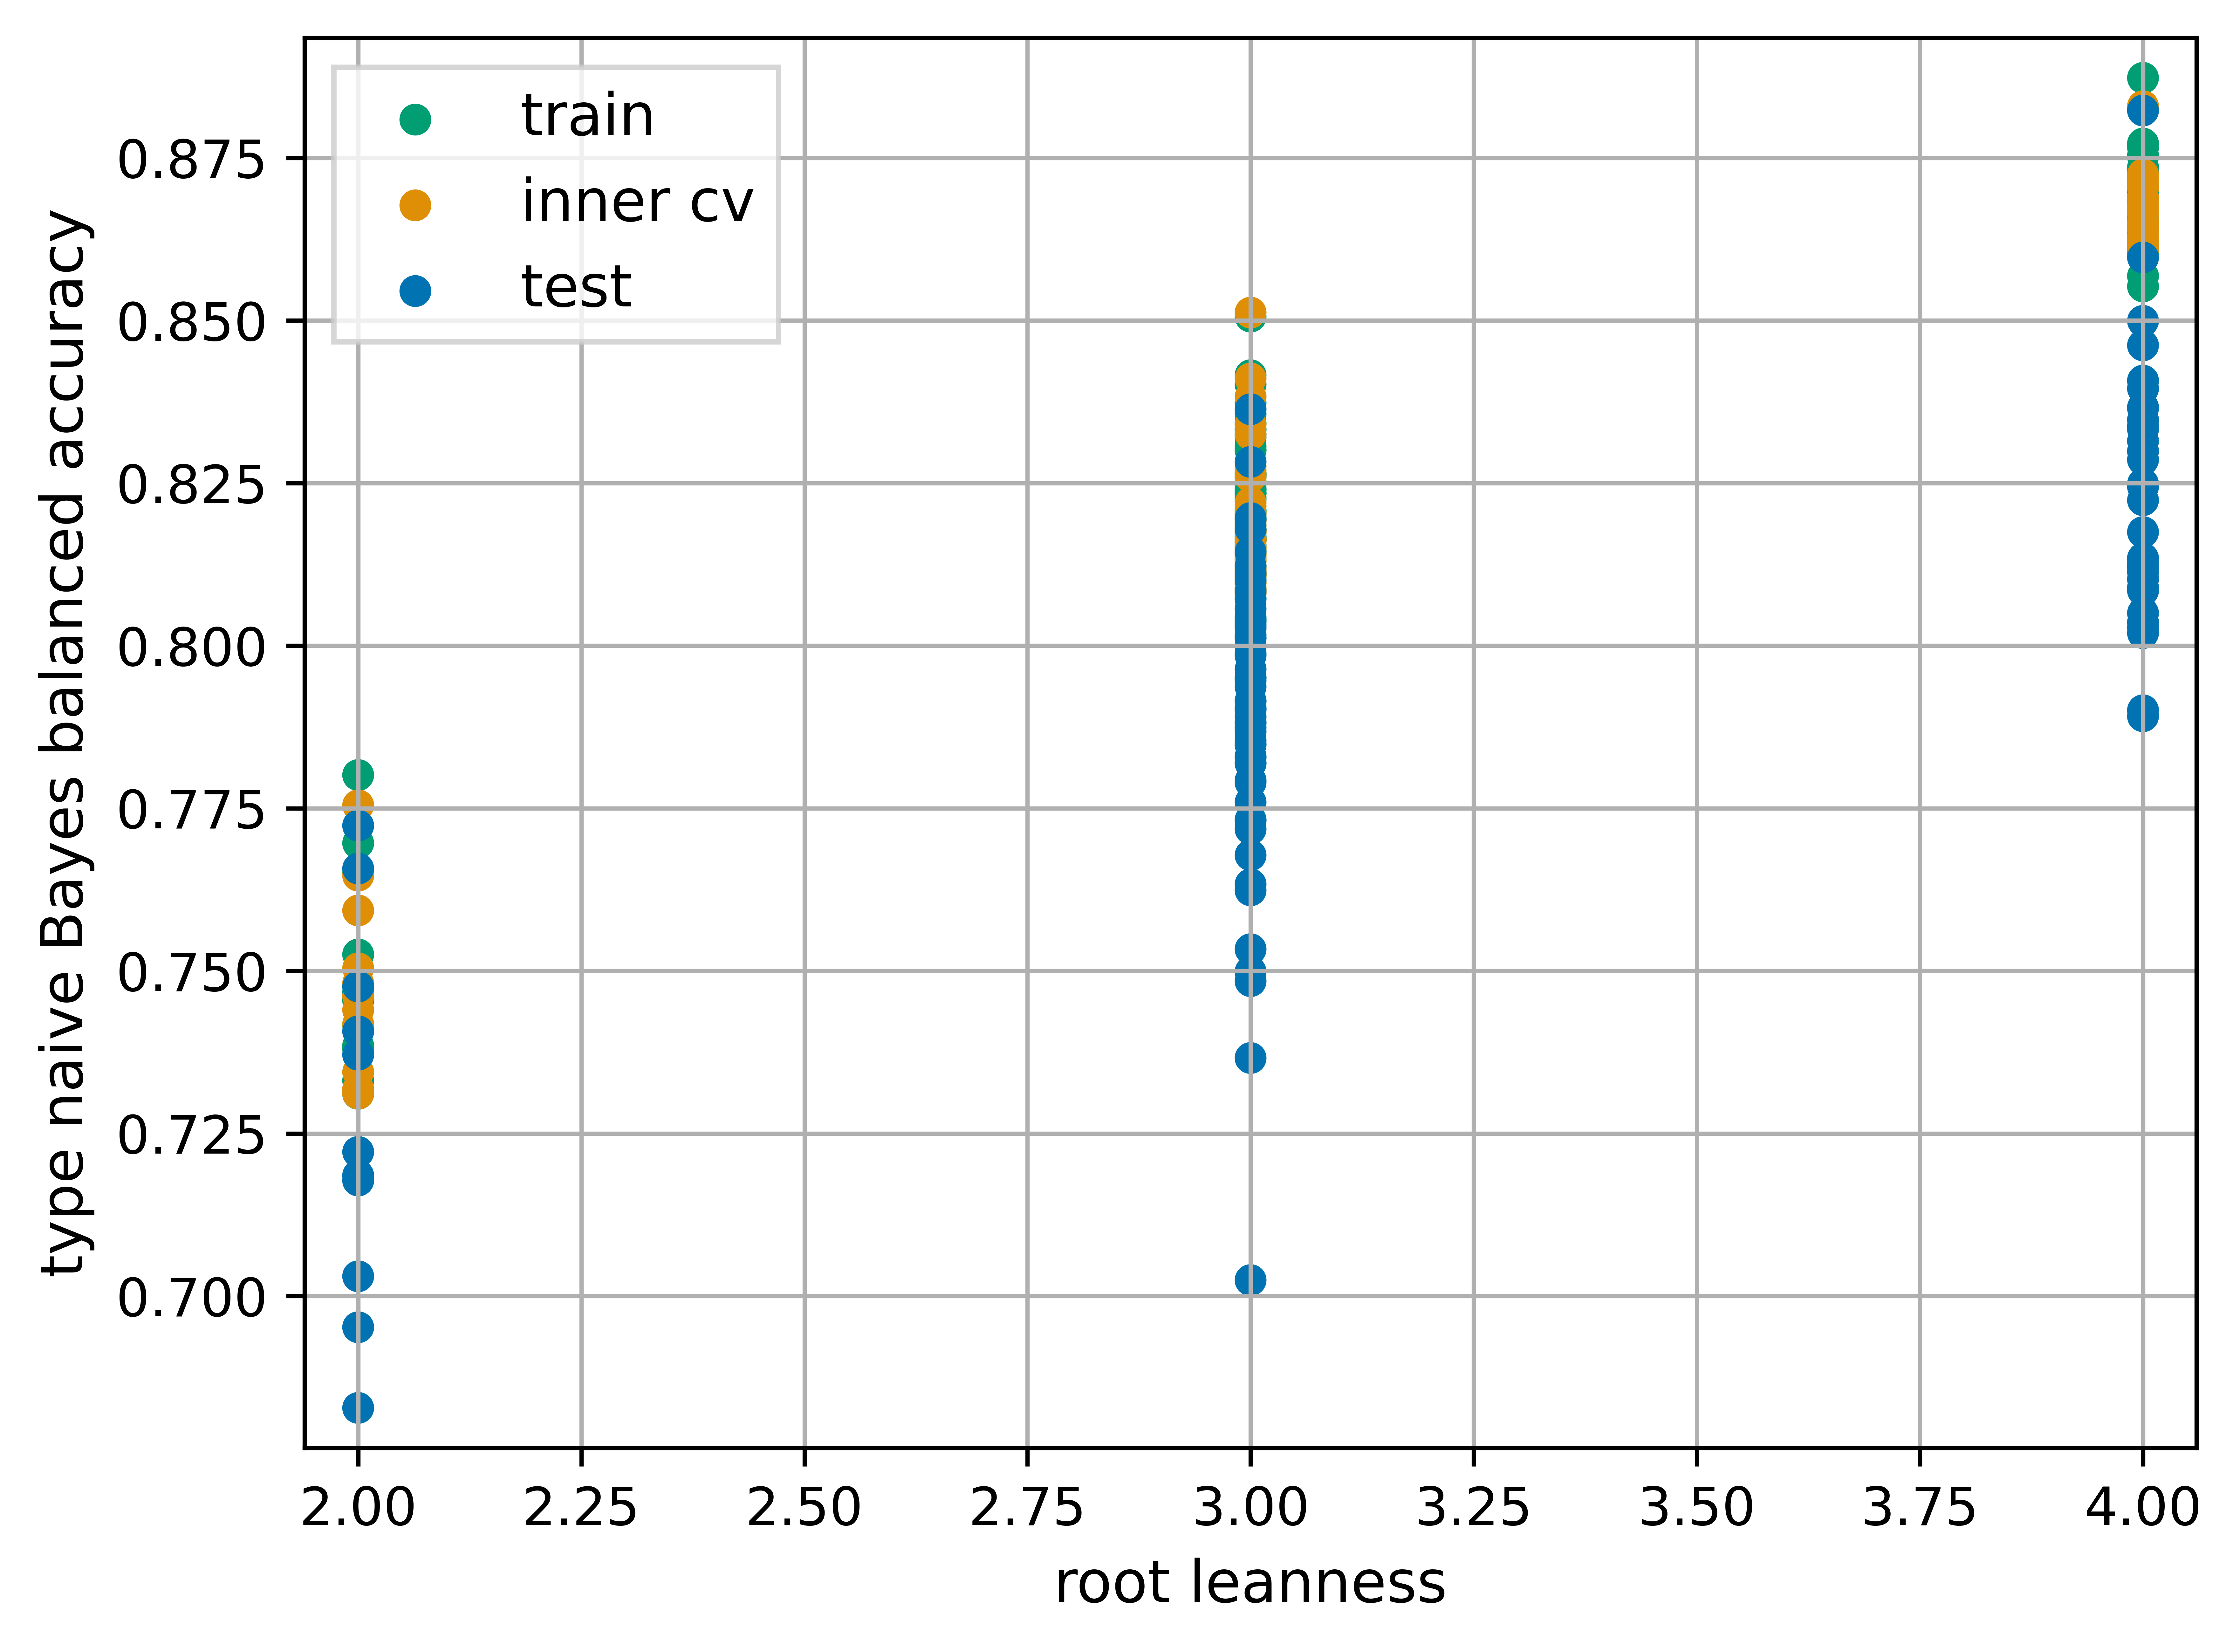 train
inner cv
test
type naive Bayes balanced accuracy
0.875
0.850
0.825
0.800
0.775
0.750
0.725
0.700
2.00 2.25 2.50 2.75 3.00 3.25 3.50 3.75 4.00
root leanness